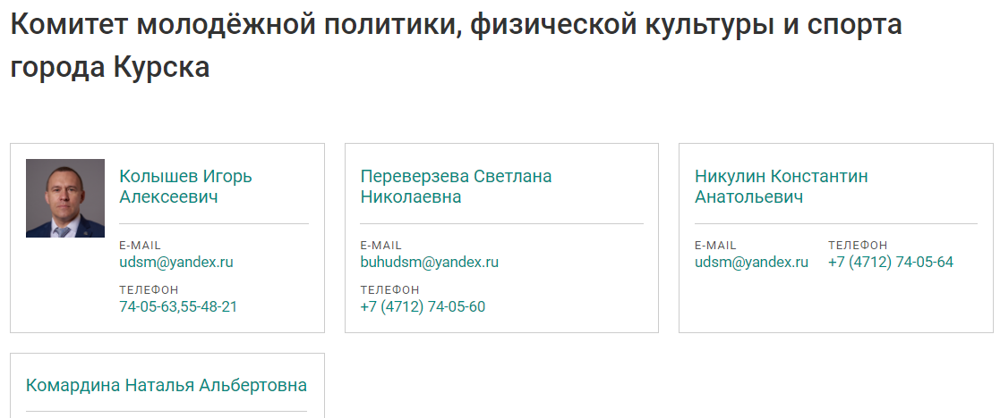 Комитет молодёжной политики, физической культуры и спорта
города Курска
Колышев Игорь
Алексеевич
E-MAIL
udsm@yandex.ru
ТЕЛЕФОН
74-05-63,55-48-21
Переверзева Светлана
Николаевна
E-MAIL
buhudsm@yandex.ru
ТЕЛЕФОН
+7 (4712) 74-05-60
Никулин Константин
Анатольевич
E-MAIL
udsm@yandex.ru
ТЕЛЕФОН
+7 (4712) 74-05-64
Комардина Наталья Альбертовна